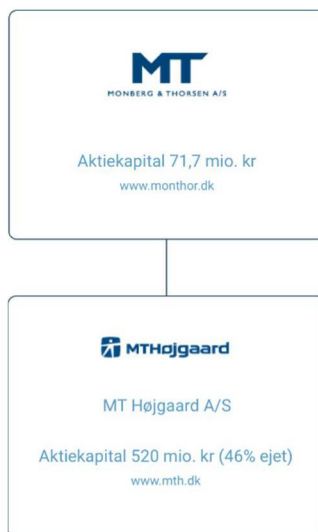 MT
MONBERG & THORSEN A/S
Aktiekapital 71,7 mio. kr
www.monthor.dk
MTHøjgaard
MT Højgaard A/S
Aktiekapital 520 mio. kr (46% ejet)
www.mth.dk